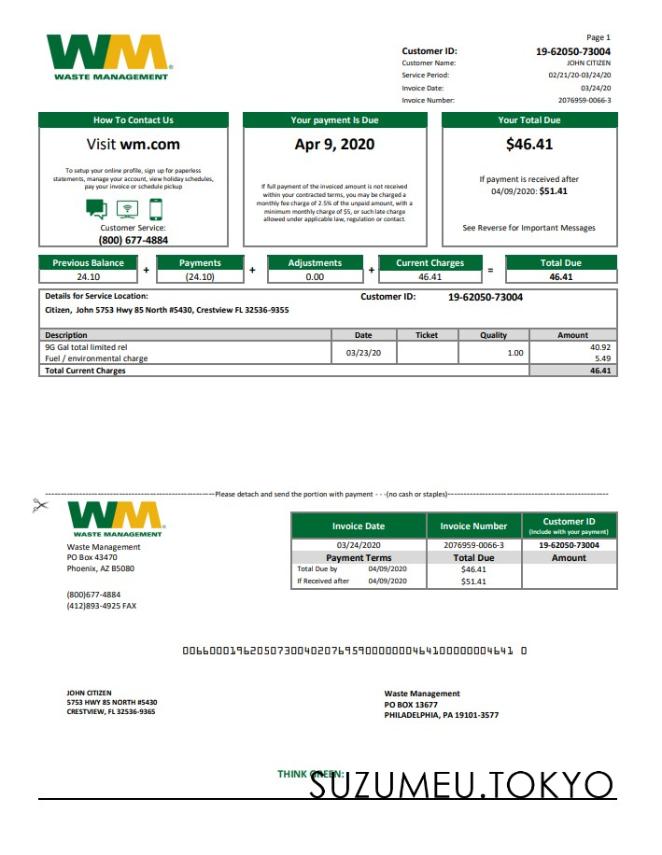 Page 1
WM
WASTE MANAGEMENT
Customer ID: 19-62050-73004
Customer Name: JOHN CITIZEN
Service Period: 02/21/20-03/24/20
Invoice Date: 03/24/20
Invoice Number: 2076959-0066-3
How To Contact Us
Visit wm.com
To setup your online profile, sign up for paperless
statements, manage your account, view holiday schedules,
pay your invoice or schedule pickup
Customer Service:
(800) 677-4884
Your payment Is Due
Apr 9, 2020
If full payment of the invoiced amount is not received
within your contracted terms, you may be charged a
monthly fee charge of 2.5% of the unpaid amount, with a
minimum monthly charge of $5, or such late charge
allowed under applicable law, regulation or contact.
Your Total Due
$46.41
If payment is received after
04/09/2020: $51.41
See Reverse for Important Messages
Previous Balance + Payments + Adjustments + Current Charges = Total Due
24.10 (24.10) 0.00 46.41 46.41
Details for Service Location: Customer ID: 19-62050-73004
Citizen, John 5753 Hwy 85 North #5430, Crestview FL 32536-9355
Description Date Ticket Quality Amount
9G Gal total limited rel 03/23/20 1.00 40.92
Fuel / environmental charge 5.49
Total Current Charges 46.41
Please detach and send the portion with payment - - -(no cash or staples)
WM
WASTE MANAGEMENT
Waste Management
PO Box 43470
Phoenix, AZ B5080
(800)677-4884
(412)893-4925 FAX
Invoice Date Invoice Number Customer ID
(Include with your payment)
03/24/2020 2076959-0066-3 19-62050-73004
Payment Terms Total Due Amount
Total Due by 04/09/2020 $46.41
If Received after 04/09/2020 $51.41
JOHN CITIZEN
5753 HWY 85 NORTH #5430
CRESTVIEW, FL 32536-9365
Waste Management
PO BOX 13677
PHILADELPHIA, PA 19101-3577
THINK GREEN:
SUZUMEU.TOKYO